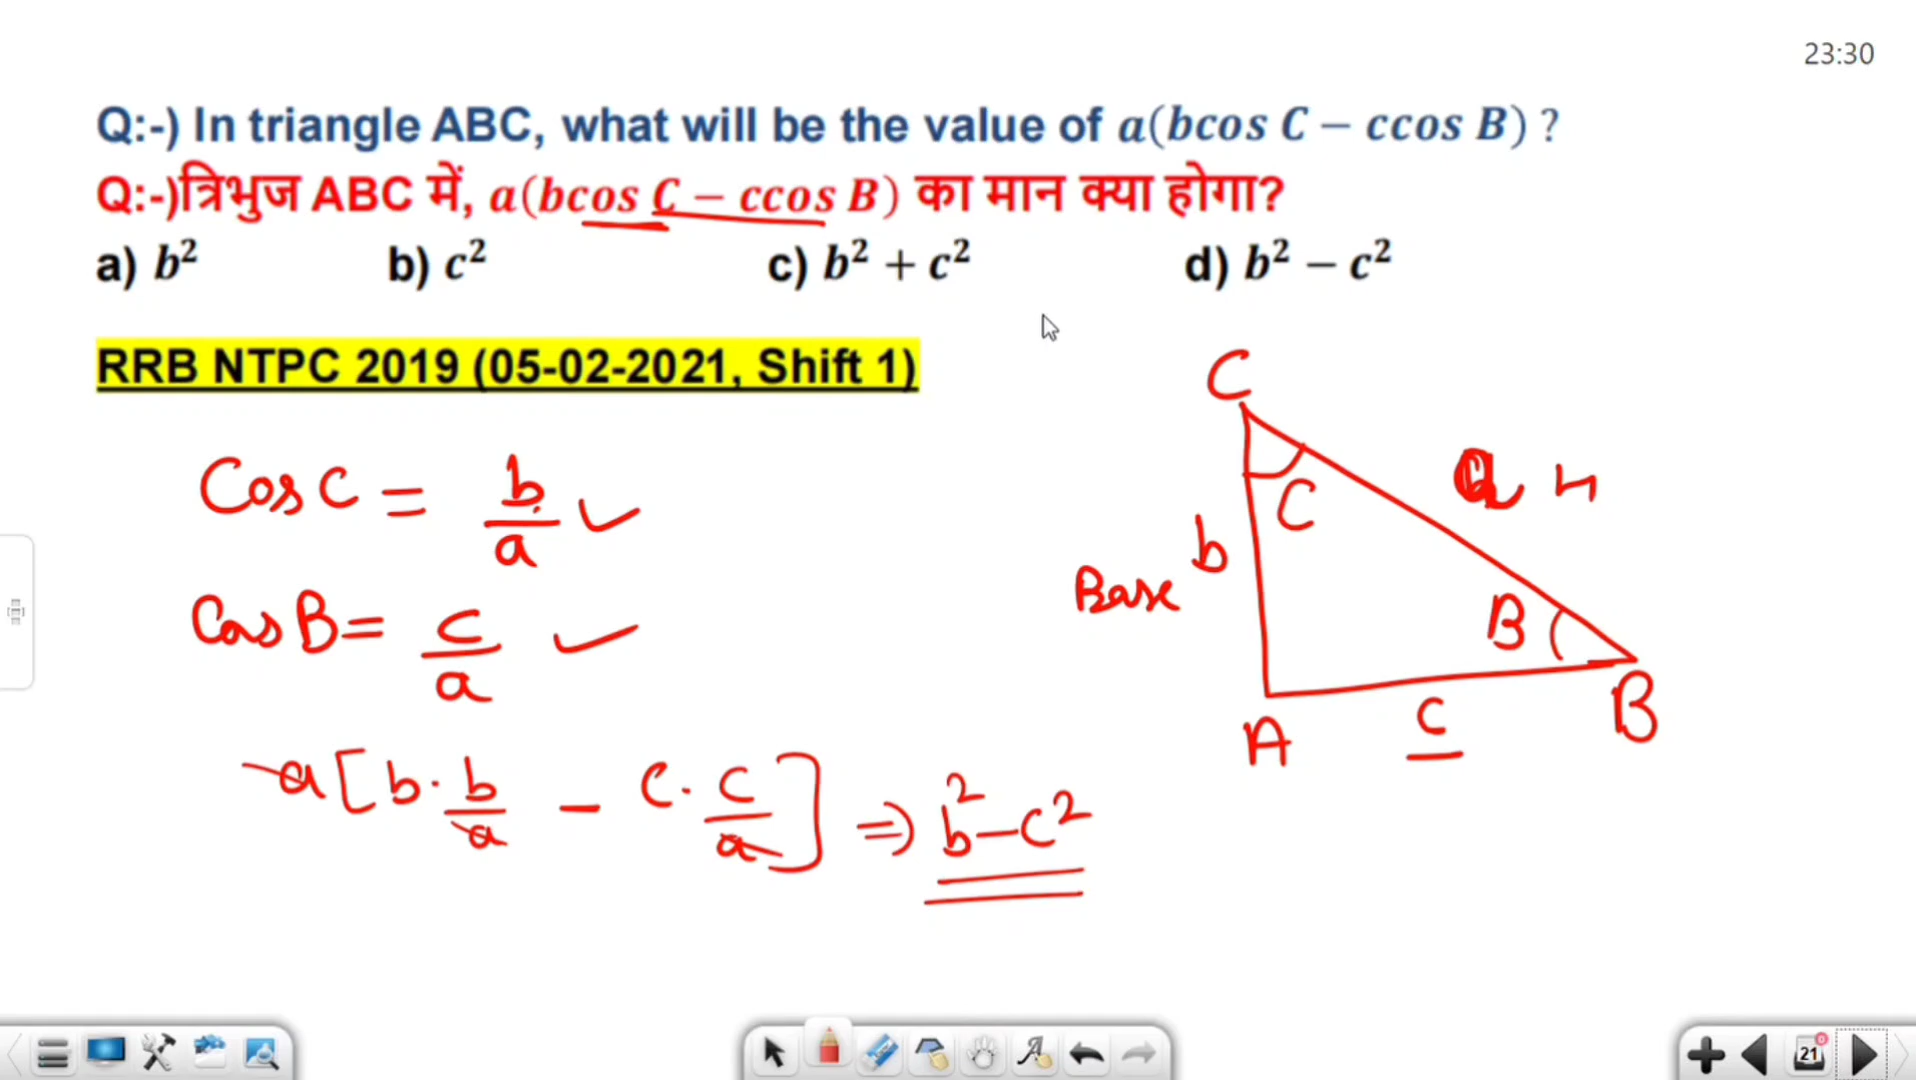 23:30
Q:-) In triangle ABC, what will be the value of a(bcos C − ccos B) ?
Q:-)त्रिभुज ABC में, a(bcos C − ccos B) का मान क्या होगा?
a) b² b) c² c) b² + c² d) b² − c²
RRB NTPC 2019 (05-02-2021, Shift 1)
C
Cos C = b/a
C
b
Base
B
Cos B = c/a
A
c
B
a[b·b/a − c·c/a] ⇒ b²−c²
21